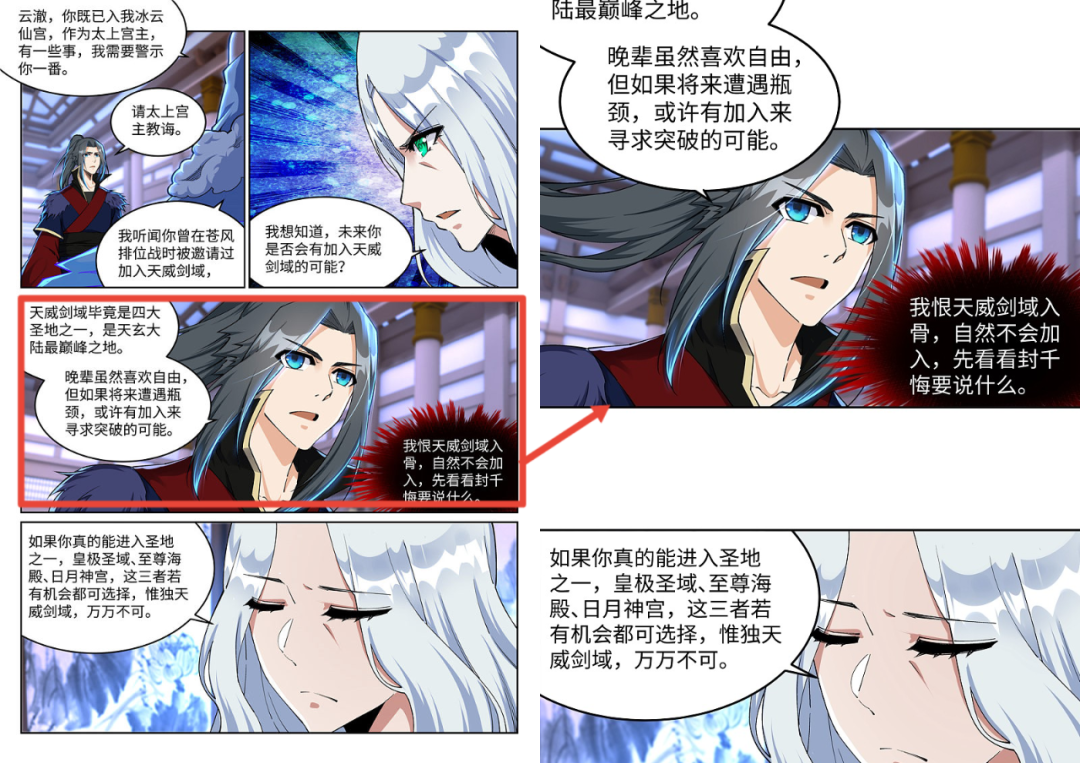 云澈，你既已入我冰云
仙宫，作为太上宫主，
有一些事，我需要警示
你一番。
请太上宫
主教诲。
我听闻你曾在苍风
排位战时被邀请过
加入天威剑域，
我想知道，未来你
是否会有加入天威
剑域的可能？
天威剑域毕竟是四大
圣地之一，是天玄大
陆最巅峰之地。
晚辈虽然喜欢自由，
但如果将来遭遇瓶
颈，或许有加入来
寻求突破的可能。
我恨天威剑域入
骨，自然不会加
入，先看看封千
悔要说什么。
如果你真的能进入圣地
之一，皇极圣域、至尊海
殿、日月神宫，这三者若
有机会都可选择，惟独天
威剑域，万万不可。
陆最巅峰之地。
晚辈虽然喜欢自由，
但如果将来遭遇瓶
颈，或许有加入来
寻求突破的可能。
我恨天威剑域入
骨，自然不会加
入，先看看封千
悔要说什么。
如果你真的能进入圣地
之一，皇极圣域、至尊海
殿、日月神宫，这三者若
有机会都可选择，惟独天
威剑域，万万不可。